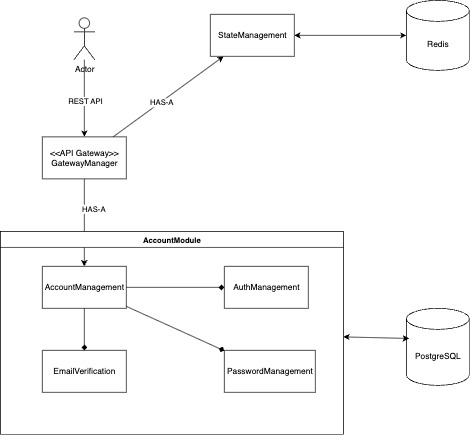 StateManagement
Redis
Actor
REST API
HAS-A
<<API Gateway>>
GatewayManager
HAS-A
AccountModule
AccountManagement
AuthManagement
PostgreSQL
EmailVerification
PasswordManagement